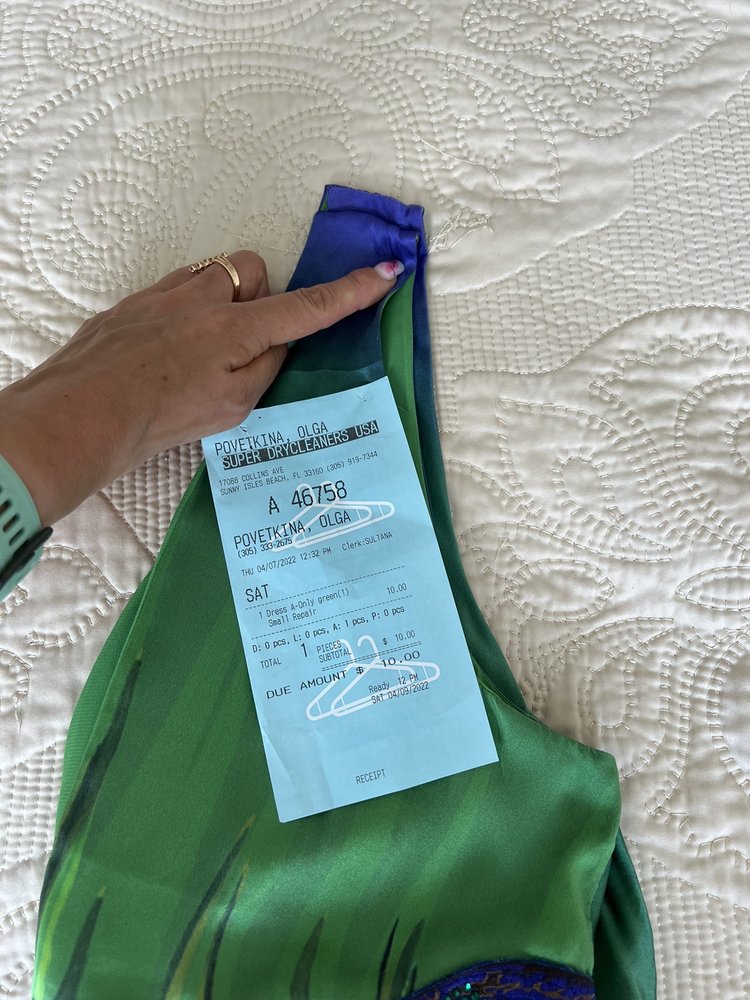 POVETKINA, OLGA
SUPER DRYCLEANERS USA
17088 COLLINS AVE
SUNNY ISLES BEACH, FL 33160 (305) 919-7344
A 46758
POVETKINA, OLGA
(305) 333-2675
THU 04/07/2022 12:32 PM Clerk:SULTANA
SAT
1 Dress A-Only green(1) 10.00
Small Repair
D: 0 pcs, L: 0 pcs, A: 1 pcs, P: 0 pcs
TOTAL 1 PIECES
SUBTOTAL $ 10.00
DUE AMOUNT $ 10.00
Ready 12 PM
SAT 04/09/2022
RECEIPT